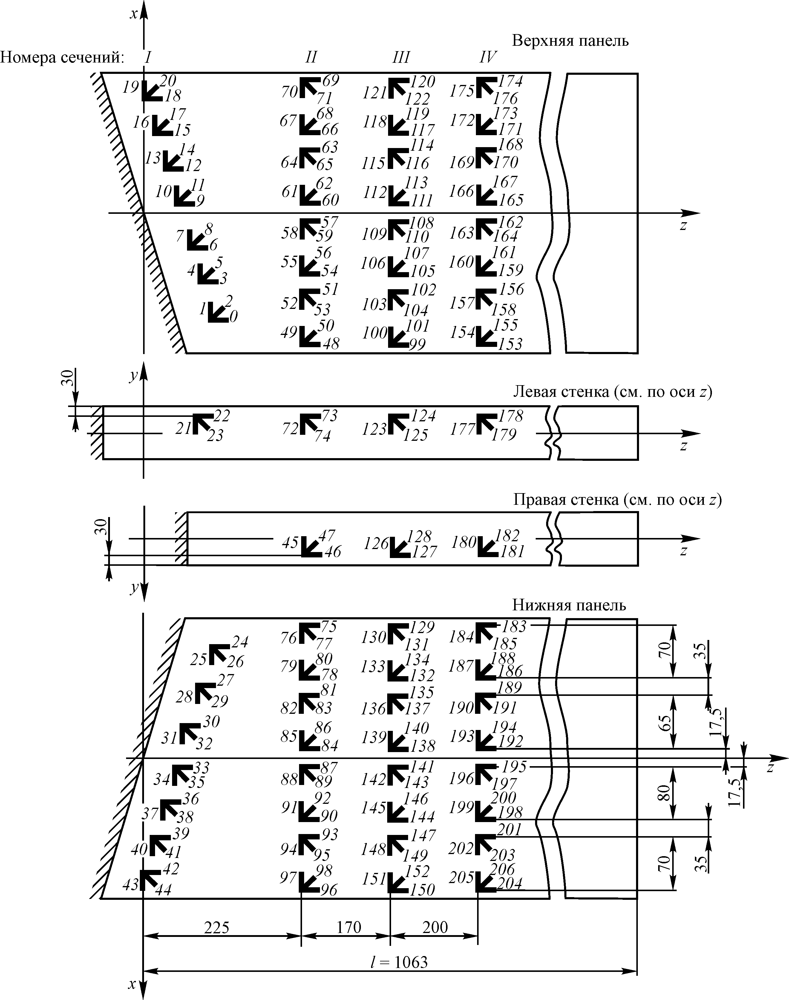 x
Верхняя панель
Номера сечений: I II III IV
19 20 18 70 69 71 121 120 122 175 174 176
16 17 15 67 68 66 118 119 117 172 173 171
13 14 12 64 63 65 115 114 116 169 168 170
10 11 9 61 62 60 112 113 111 166 167 165
z
7 8 6 58 57 59 109 108 110 163 162 164
4 5 3 55 56 54 106 107 105 160 161 159
1 2 0 52 51 53 103 102 104 157 156 158
49 50 48 100 101 99 154 155 153
30
y
Левая стенка (см. по оси z)
21 22 23 72 73 74 123 124 125 177 178 179
z
Правая стенка (см. по оси z)
30
45 47 46 126 128 127 180 182 181
z
y
Нижняя панель
76 75 77 130 129 131 184 183 185
25 24 26 79 80 78 133 134 132 187 188 186
70 35
28 27 29 82 81 83 136 135 137 190 189 191
31 30 32 85 86 84 139 140 138 193 194 192
65 17,5
z
34 33 35 88 87 89 142 141 143 196 195 197
37 36 38 91 92 90 145 146 144 199 200 198
80 17,5
40 39 41 94 93 95 148 147 149 202 201 203
43 42 44 97 98 96 151 152 150 205 206 204
70 35
225 170 200
l = 1063
x